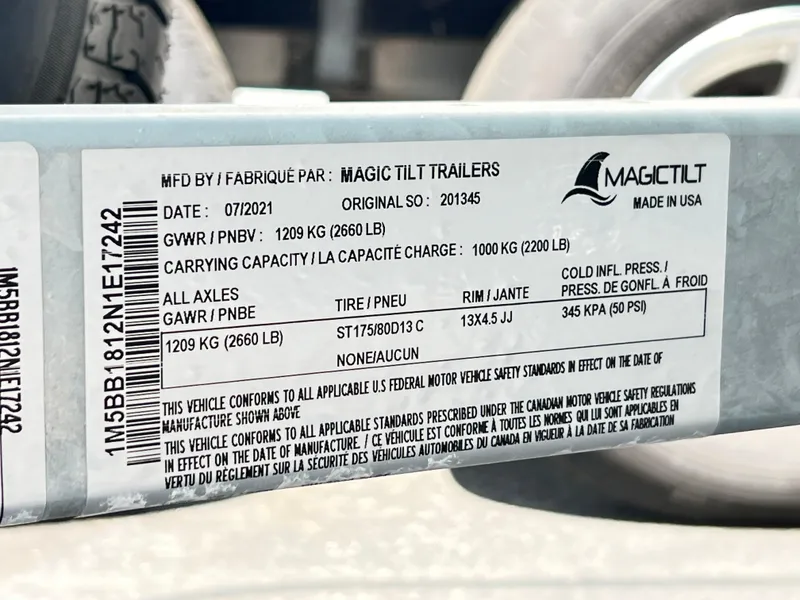 MFD BY / FABRIQUÉ PAR : MAGIC TILT TRAILERS
MAGICTILT
MADE IN USA
DATE : 07/2021 ORIGINAL SO : 201345
GVWR / PNBV : 1209 KG (2660 LB)
CARRYING CAPACITY / LA CAPACITÉ CHARGE : 1000 KG (2200 LB)
ALL AXLES
GAWR / PNBE TIRE / PNEU RIM / JANTE COLD INFL. PRESS. /
PRESS. DE GONFL. À FROID
1209 KG (2660 LB) ST175/80D13 C 13X4.5 JJ 345 KPA (50 PSI)
NONE/AUCUN
THIS VEHICLE CONFORMS TO ALL APPLICABLE U.S FEDERAL MOTOR VEHICLE SAFETY STANDARDS IN EFFECT ON THE DATE OF
MANUFACTURE SHOWN ABOVE
THIS VEHICLE CONFORMS TO ALL APPLICABLE STANDARDS PRESCRIBED UNDER THE CANADIAN MOTOR VEHICLE SAFETY REGULATIONS
IN EFFECT ON THE DATE OF MANUFACTURE. / CE VÉHICULE EST CONFORME À TOUTES LES NORMES QUI LUI SONT APPLICABLES EN
VERTU DU RÈGLEMENT SUR LA SÉCURITÉ DES VÉHICULES AUTOMOBILES DU CANADA EN VIGUEUR À LA DATE DE SA FABRICATION
1M5BB1812N1E17242
1M5BB1812N1E17242